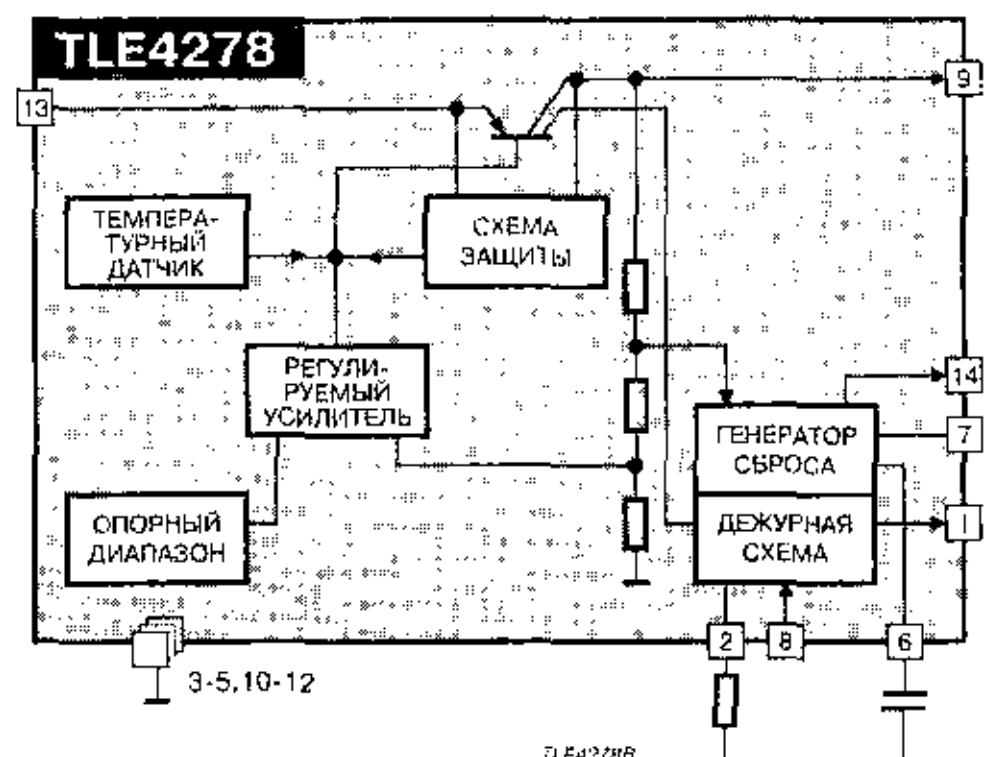 TLE4278
13
9
ТЕМПЕРА-
ТУРНЫЙ
ДАТЧИК
СХЕМА
ЗАЩИТЫ
РЕГУЛИ-
РУЕМЫЙ
УСИЛИТЕЛЬ
14
ГЕНЕРАТОР
СБРОСА
7
ОПОРНЫЙ
ДИАПАЗОН
ДЕЖУРНАЯ
СХЕМА
1
2
8
6
3-5,10-12
TLE4278B